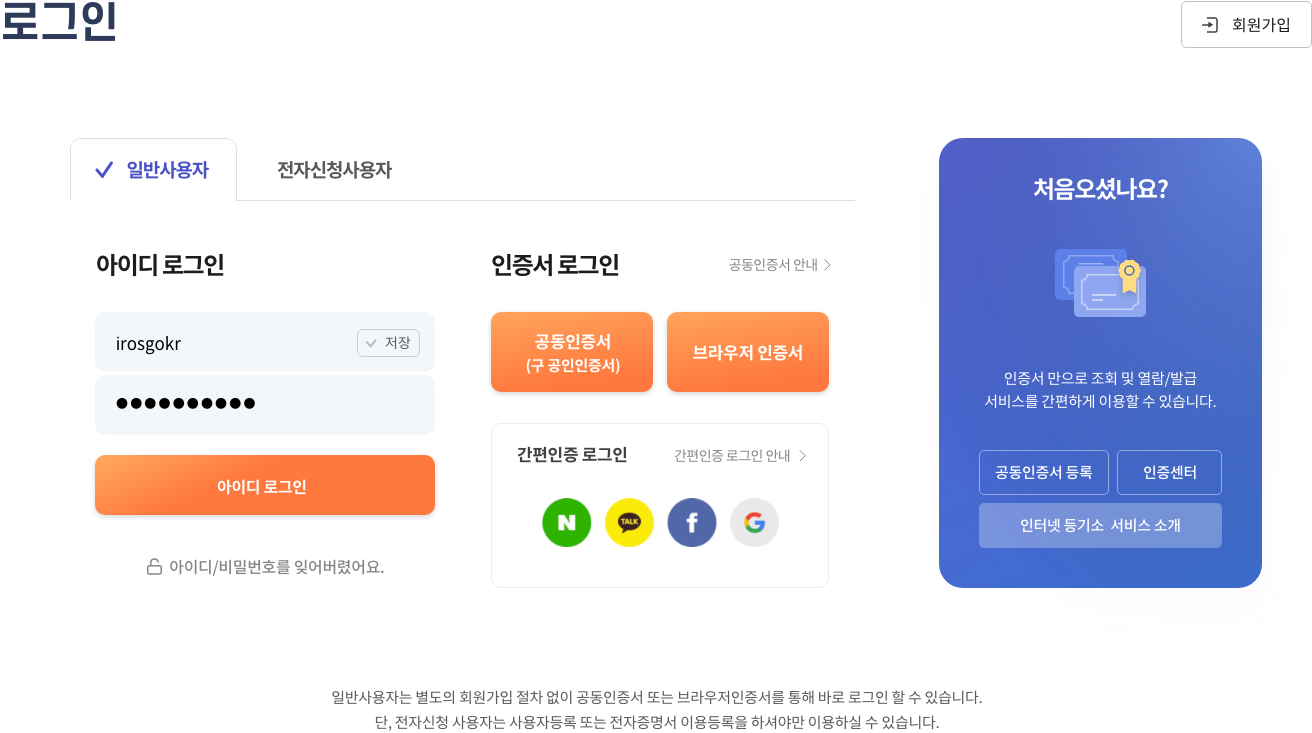 로그인
회원가입
일반사용자
전자신청사용자
아이디 로그인
irosgokr
저장
●●●●●●●●●●
아이디 로그인
아이디/비밀번호를 잊어버렸어요.
인증서 로그인
공동인증서 안내
공동인증서
(구 공인인증서)
브라우저 인증서
간편인증 로그인
간편인증 로그인 안내
N
TALK
f
G
처음오셨나요?
인증서 만으로 조회 및 열람/발급
서비스를 간편하게 이용할 수 있습니다.
공동인증서 등록
인증센터
인터넷 등기소 서비스 소개
일반사용자는 별도의 회원가입 절차 없이 공동인증서 또는 브라우저인증서를 통해 바로 로그인 할 수 있습니다.
단, 전자신청 사용자는 사용자등록 또는 전자증명서 이용등록을 하셔야만 이용하실 수 있습니다.